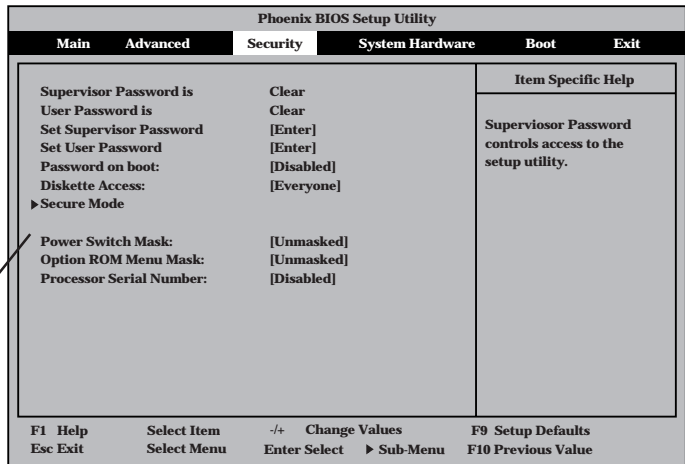 Phoenix BIOS Setup Utility
Main Advanced Security System Hardware Boot Exit
Item Specific Help
Supervisor Password is Clear
User Password is Clear
Set Supervisor Password [Enter]
Set User Password [Enter]
Password on boot: [Disabled]
Diskette Access: [Everyone]
▶Secure Mode
Power Switch Mask: [Unmasked]
Option ROM Menu Mask: [Unmasked]
Processor Serial Number: [Disabled]
Superviosor Password
controls access to the
setup utility.
F1 Help Select Item -/+ Change Values F9 Setup Defaults
Esc Exit Select Menu Enter Select ▶ Sub-Menu F10 Previous Value